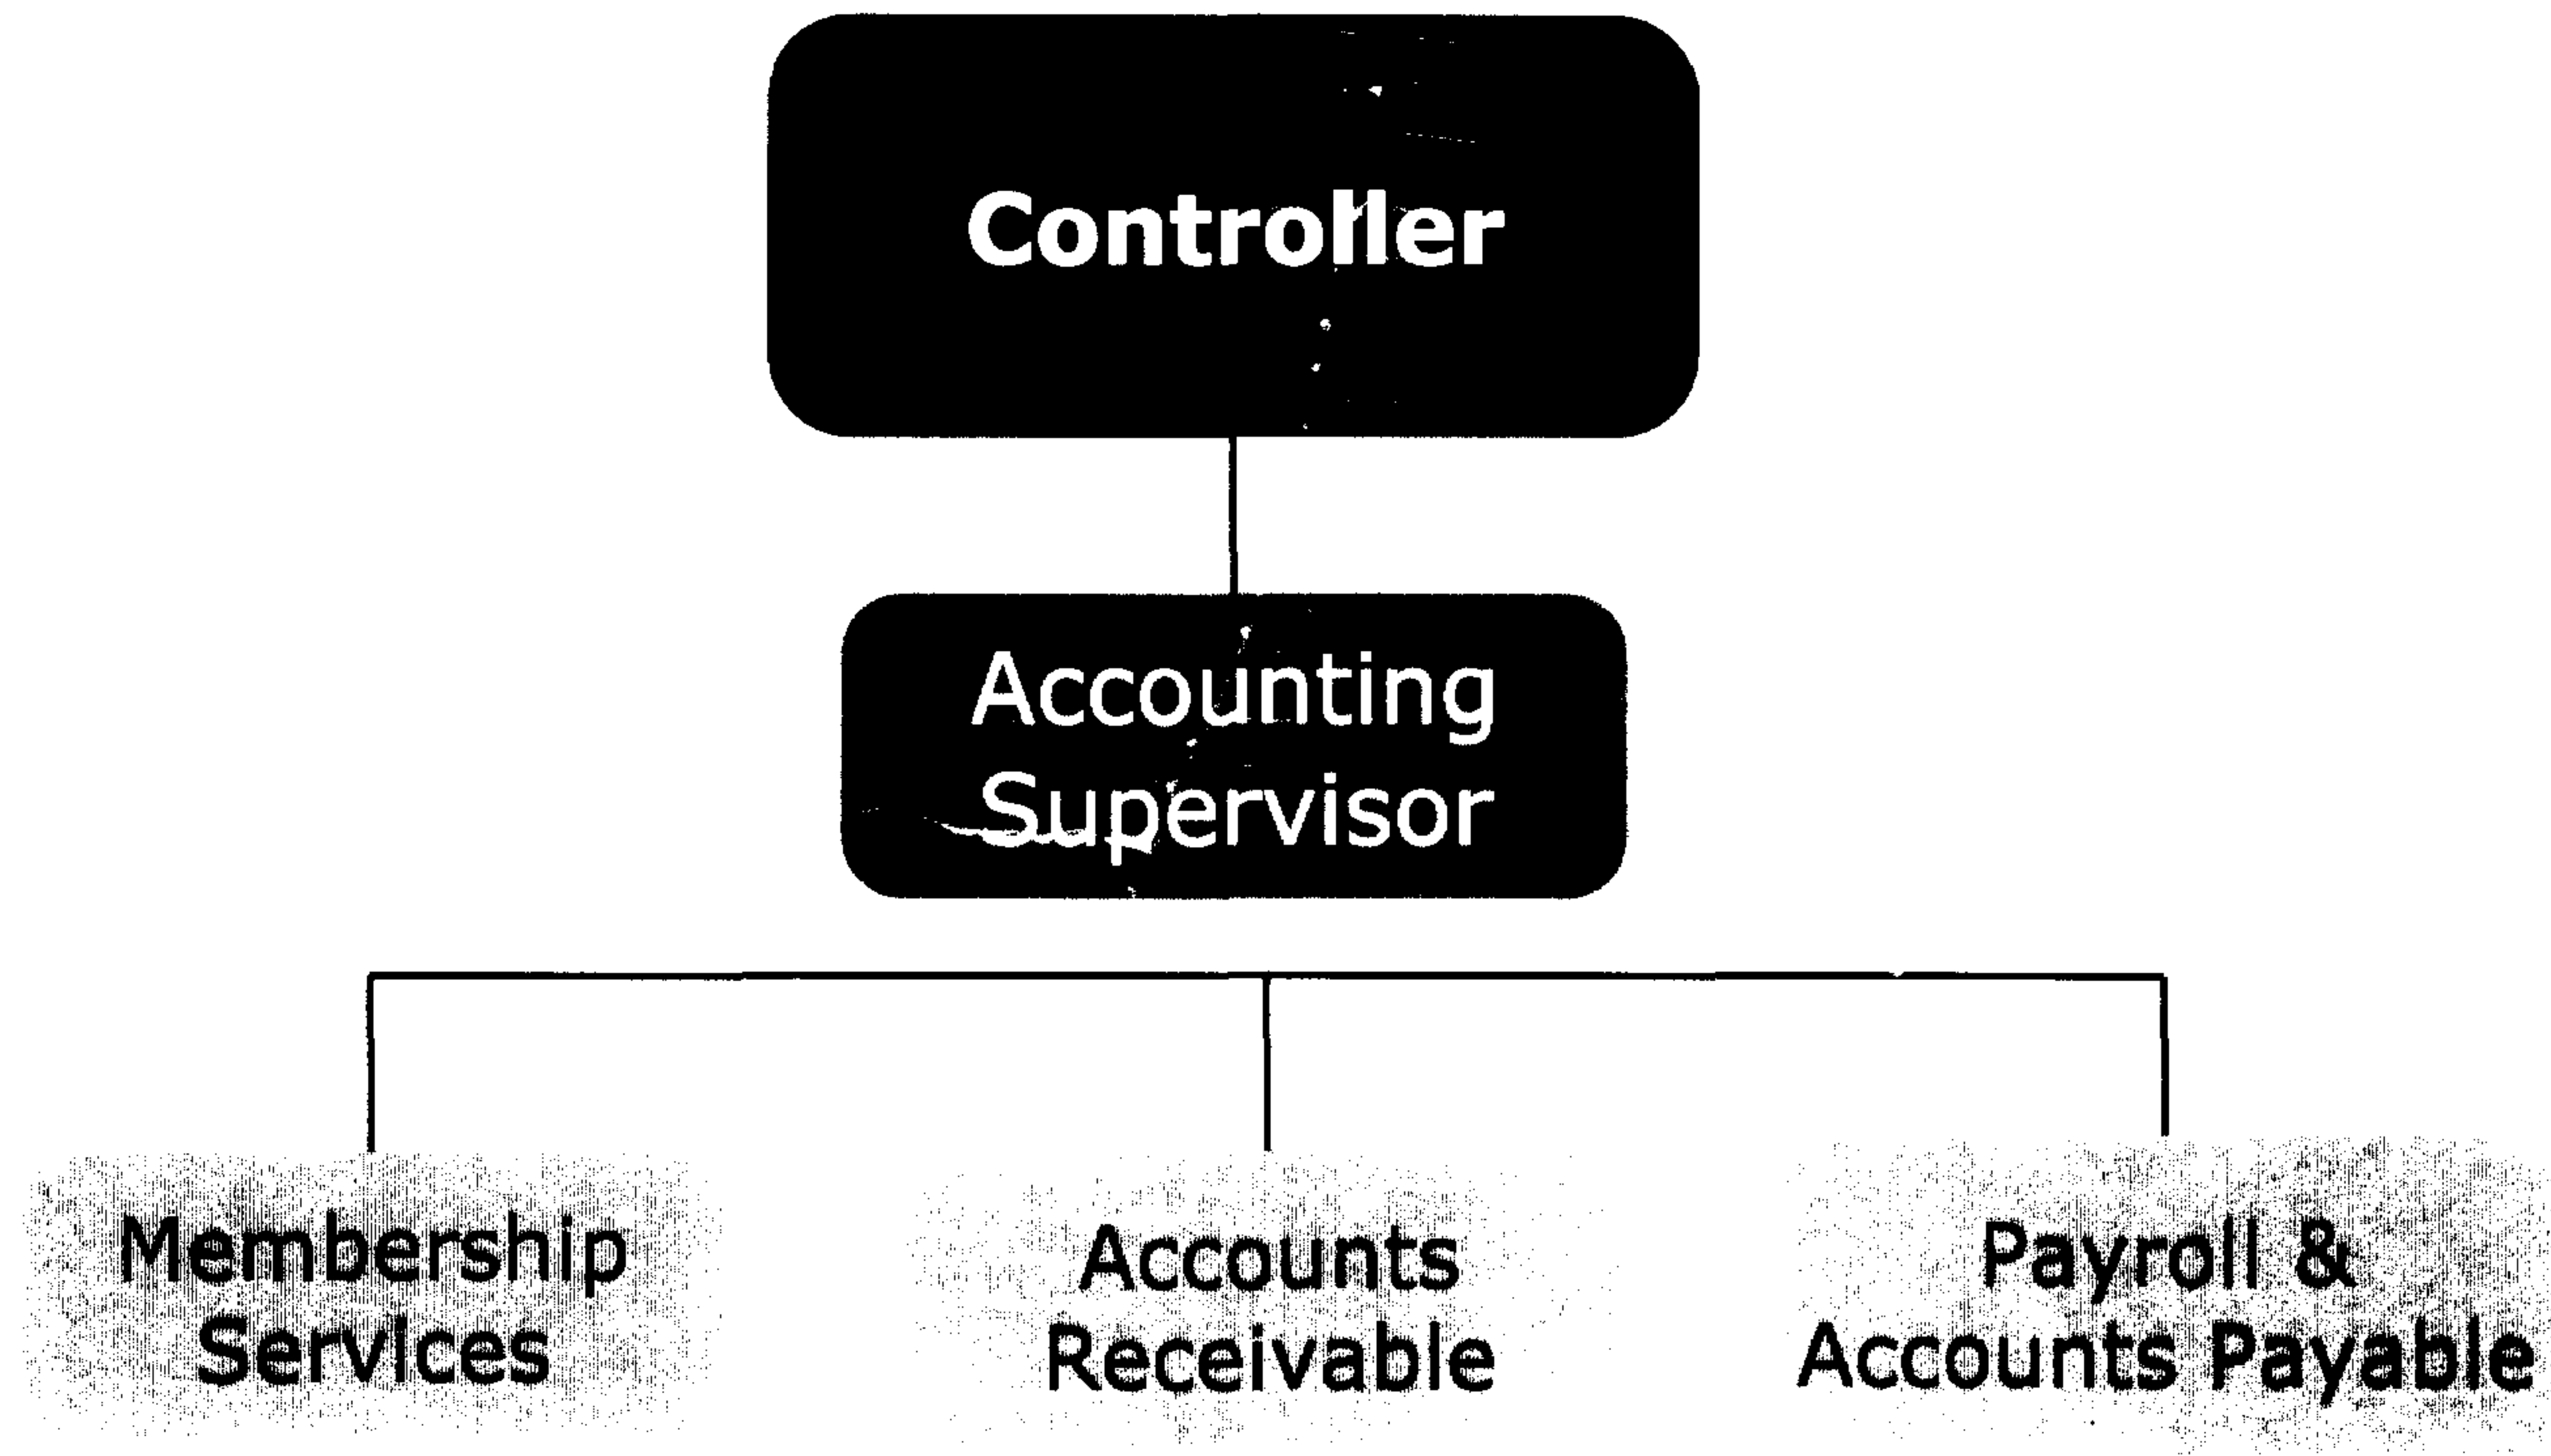 Controller
Accounting
Supervisor
Membership
Services
Accounts
Receivable
Payroll &
Accounts Payable